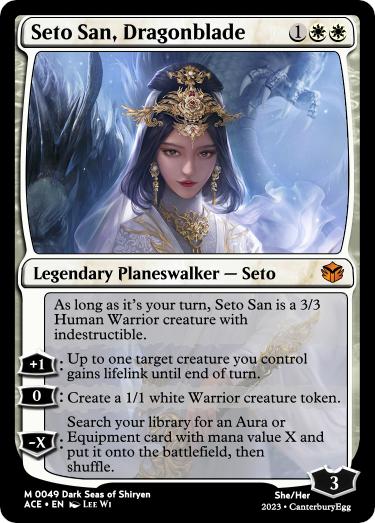 Seto San, Dragonblade 1
Legendary Planeswalker — Seto
As long as it's your turn, Seto San is a 3/3
Human Warrior creature with
indestructible.
+1: Up to one target creature you control
gains lifelink until end of turn.
0: Create a 1/1 white Warrior creature token.
-X: Search your library for an Aura or
Equipment card with mana value X and
put it onto the battlefield, then
shuffle.
3
M 0049 Dark Seas of Shiryen She/Her
ACE • EN Lee Wi 2023 • CanterburyEgg